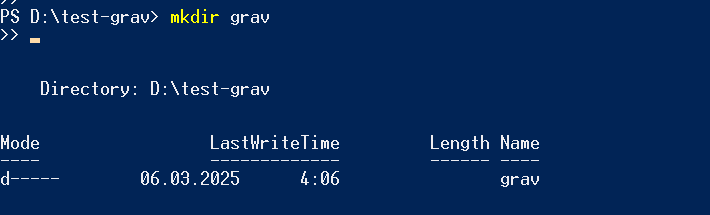 >>
PS D:\test-grav> mkdir grav
>>
Directory: D:\test-grav
Mode LastWriteTime Length Name
---- ------------- ------ ----
d----- 06.03.2025 4:06 grav